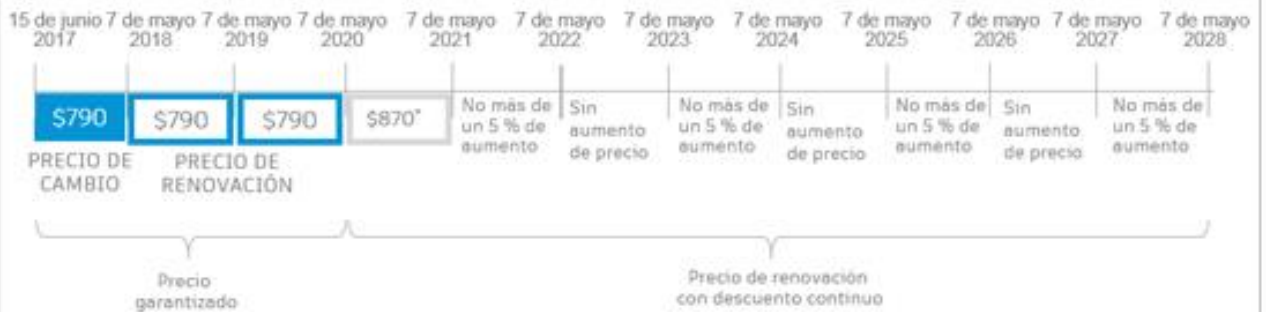 15 de junio 7 de mayo 7 de mayo 7 de mayo 7 de mayo 7 de mayo 7 de mayo 7 de mayo 7 de mayo 7 de mayo 7 de mayo 7 de mayo
2017 2018 2019 2020 2021 2022 2023 2024 2025 2026 2027 2028
$790 $790 $790 $870*
No más de
un 5 % de
aumento
Sin
aumento
de precio
No más de
un 5 % de
aumento
Sin
aumento
de precio
No más de
un 5 % de
aumento
Sin
aumento
de precio
No más de
un 5 % de
aumento
PRECIO DE
CAMBIO
PRECIO DE
RENOVACIÓN
Precio
garantizado
Precio de renovación
con descuento continuo